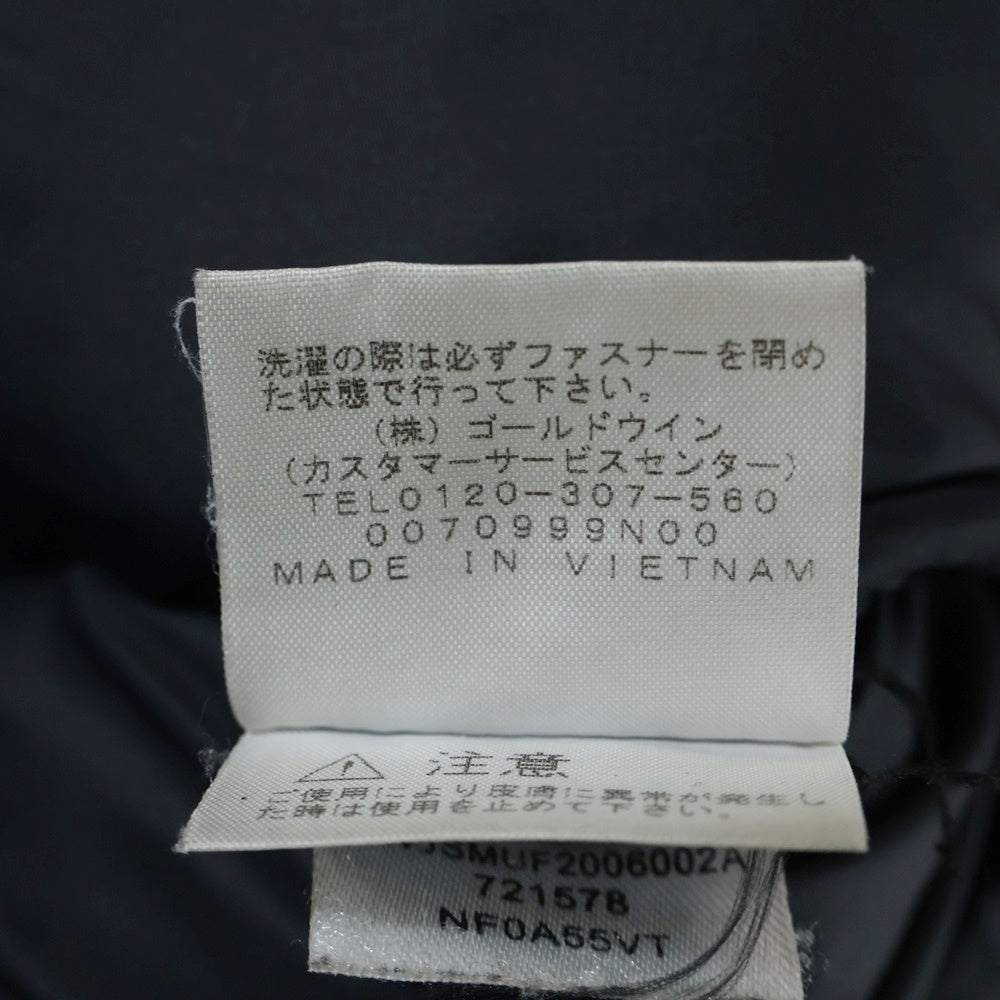 洗濯の際は必ずファスナーを閉め
た状態で行って下さい。
(株) ゴールドウイン
(カスタマーサービスセンター)
TEL0120-307-560
0070999N00
MADE IN VIETNAM
⚠ 注意
ご使用により皮膚に異常が発生し
た時は使用を止めて下さい。
721578
NF0A55VT